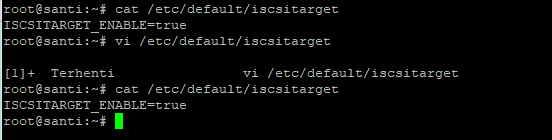 root@santi:~# cat /etc/default/iscsitarget
ISCSITARGET_ENABLE=true
root@santi:~# vi /etc/default/iscsitarget
[1]+  Terhenti                vi /etc/default/iscsitarget
root@santi:~# cat /etc/default/iscsitarget
ISCSITARGET_ENABLE=true
root@santi:~#